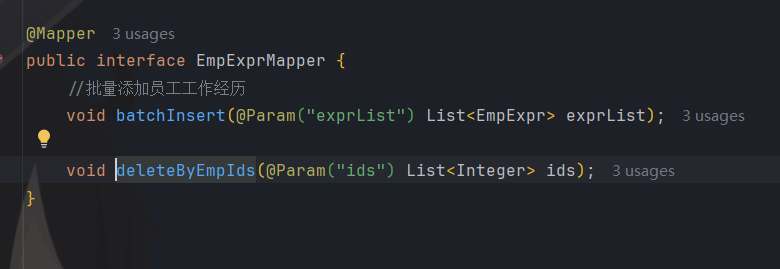 @Mapper 3 usages
public interface EmpExprMapper {
//批量添加员工工作经历
void batchInsert(@Param("exprList") List<EmpExpr> exprList); 3 usages
void deleteByEmpIds(@Param("ids") List<Integer> ids); 3 usages
}